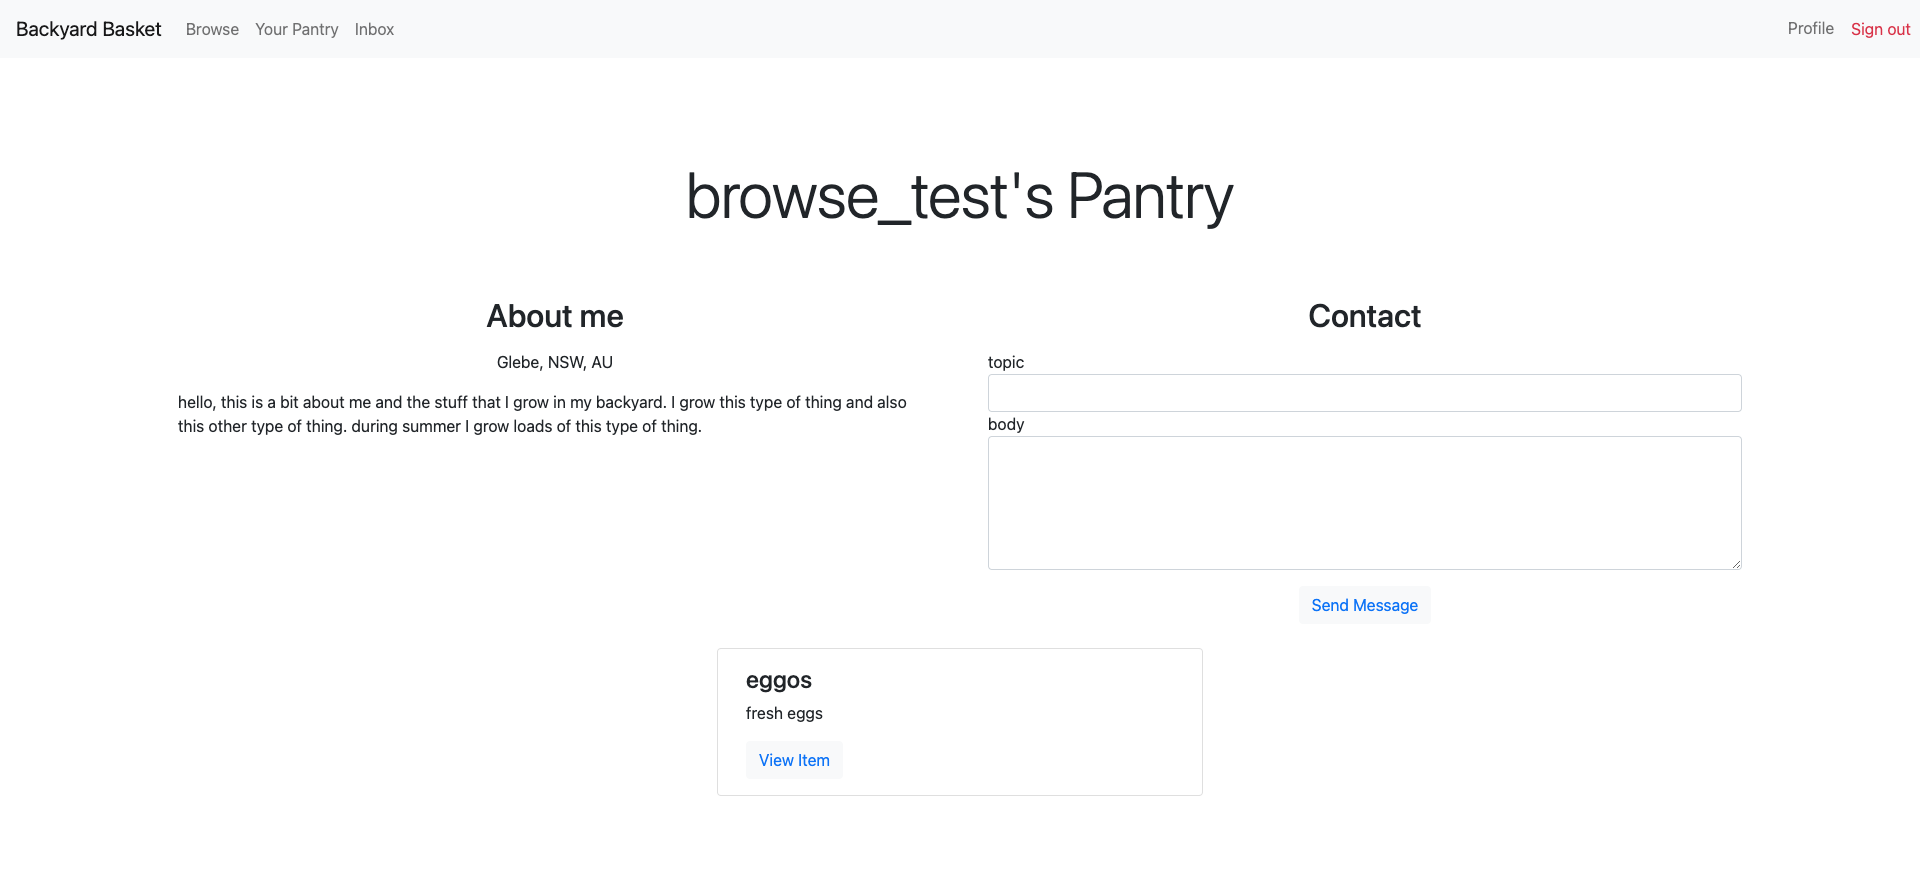 Backyard Basket Browse Your Pantry Inbox Profile Sign out
browse_test's Pantry
About me
Glebe, NSW, AU
hello, this is a bit about me and the stuff that I grow in my backyard. I grow this type of thing and also
this other type of thing. during summer I grow loads of this type of thing.
Contact
topic
body
Send Message
eggos
fresh eggs
View Item